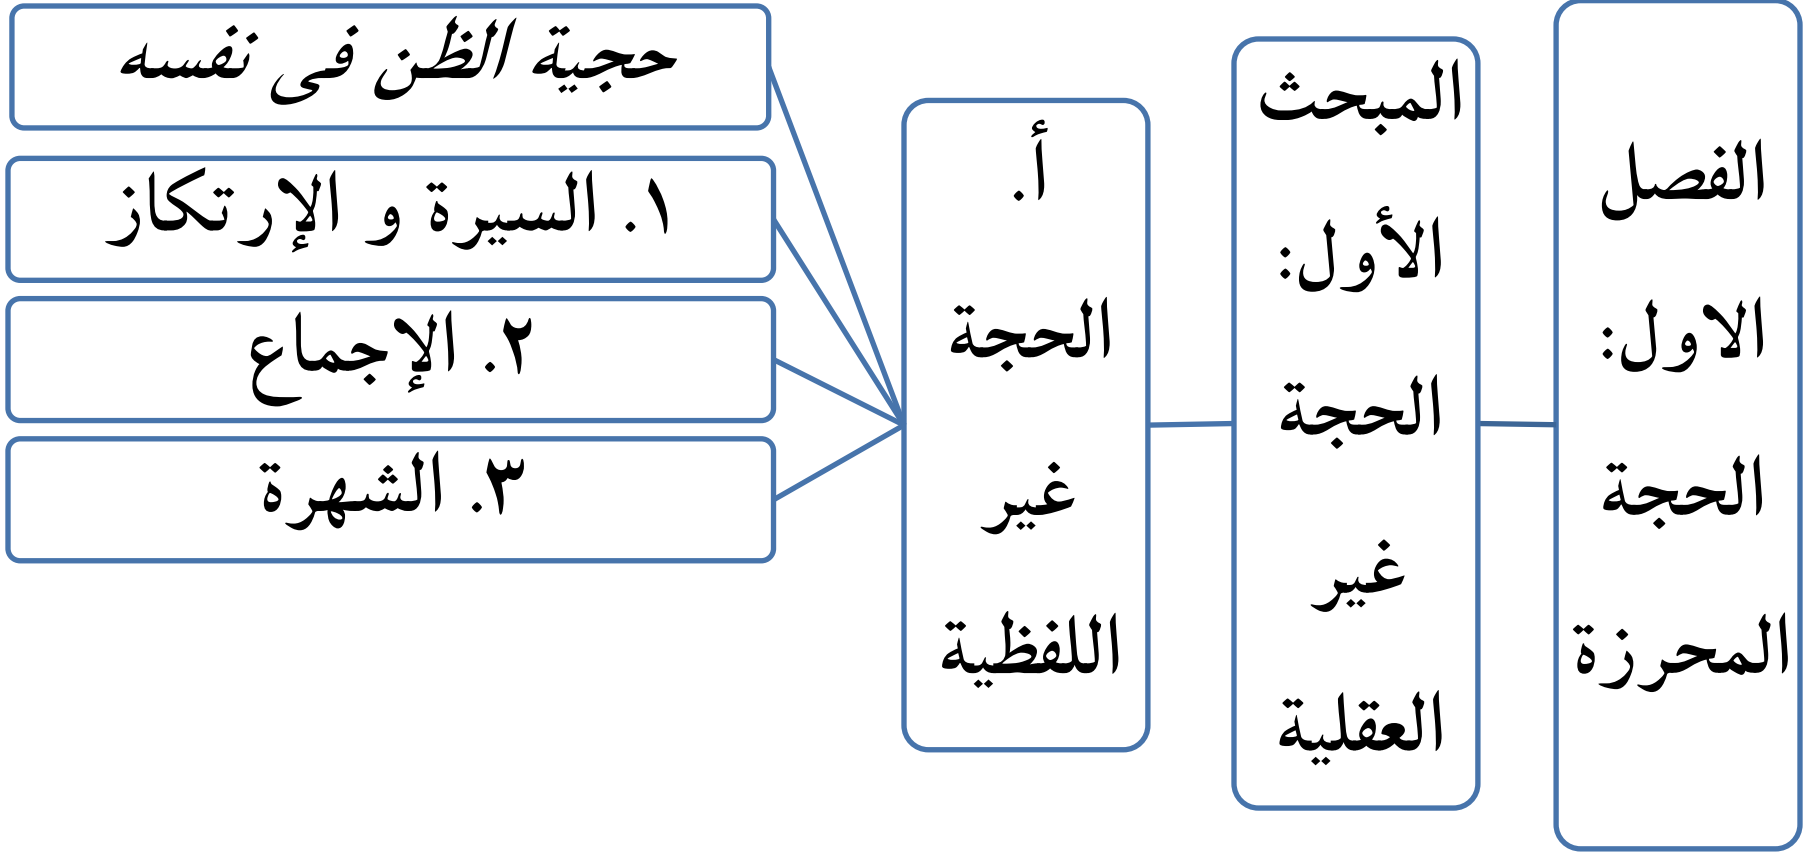 الفصل
الاول:
الحجة
المحرزة
المبحث
الأول:
الحجة
غير
العقلية
أ.
الحجة
غير
اللفظية
حجية الظن فى نفسه
١. السيرة و الإرتكاز
٢. الإجماع
٣. الشهرة